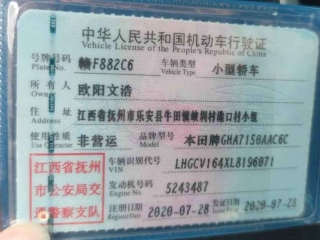 中华人民共和国机动车行驶证
Vehicle License of the People's Republic of China
号牌号码 赣F882C6 车辆类型 小型轿车
Plate No. Vehicle Type
所有人 欧阳文浩
Owner
住址 江西省抚州市乐安县牛田镇
Address
使用性质 非营运 品牌型号 本田牌GHA7150AAC6C
Use Character Model
江西省抚州 车辆识别代号 LHGCV164XL8196071
VIN
市公安局交 发动机号码 5243487
Engine No.
通警察支队 注册日期 2020-07-28 发证日期 2020-07-28
Register Date Issue Date